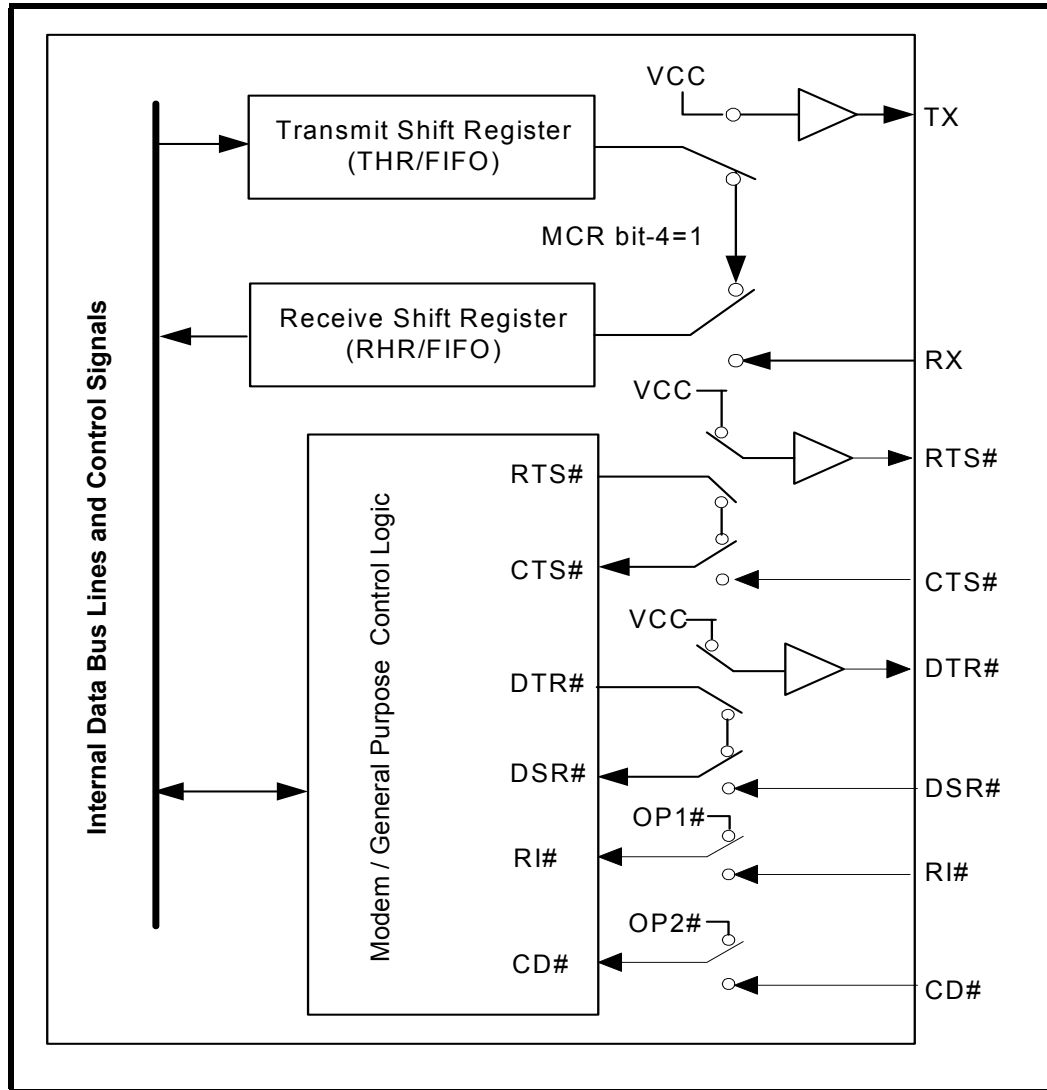 VCC
TX
Transmit Shift Register
(THR/FIFO)
MCR bit-4=1
Receive Shift Register
(RHR/FIFO)
RX
VCC
RTS#
RTS#
CTS#
CTS#
VCC
DTR#
DTR#
DSR#
DSR#
OP1#
RI#
RI#
OP2#
CD#
CD#
Internal Data Bus Lines and Control Signals
Modem / General Purpose Control Logic